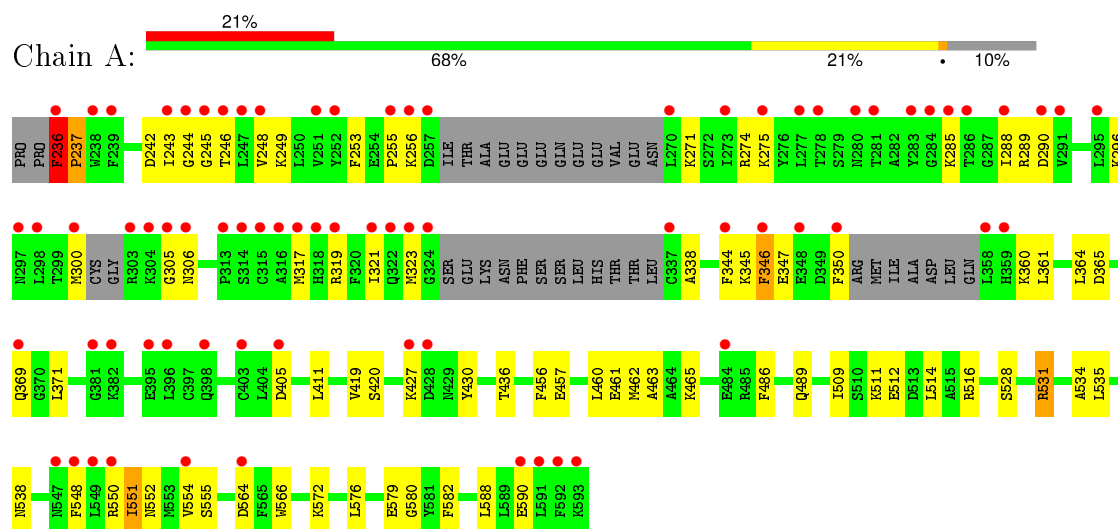 21%
Chain A:
68% 21% • 10%
PRO PRO F236 P237 W238 F239 D242 I243 G244 G245 T246 L247 V248 K249 L250 V251 Y252 F253 E254 P255 K256 D257 ILE THR ALA GLU GLU GLU GLN GLU GLU VAL GLU ASN L270 K271 S272 I273 R274 K275 Y276 L277 T278 S279 N280 T281 A282 Y283 G284 K285 T286 G287 I288 R289 D290 V291 L295 K296
N297 L298 T299 M300 CYS GLY R303 K304 G305 N306 P313 S314 C315 A316 M317 H318 R319 F320 I321 Q322 M323 G324 SER GLU LYS ASN PHE SER SER LEU HIS THR THR LEU C337 A338 F344 K345 F346 E347 E348 D349 F350 ARG MET ILE ALA ASP LEU GLN L358 H359 K360 L361 L364 D365
Q369 G370 L371 G381 K382 E395 L396 C397 Q398 C403 L404 D405 L411 V419 S420 K427 D428 N429 Y430 T436 F456 E457 L460 E461 M462 A463 A464 K465 E484 R485 F486 Q489 I509 S510 K511 E512 D513 L514 A515 R516 S528 R531 A534 L535
N538 N547 F548 L549 R550 I551 N552 M553 V554 S555 D564 F565 W566 K572 L576 E579 G580 Y581 F582 L588 L589 E590 L591 F592 K593